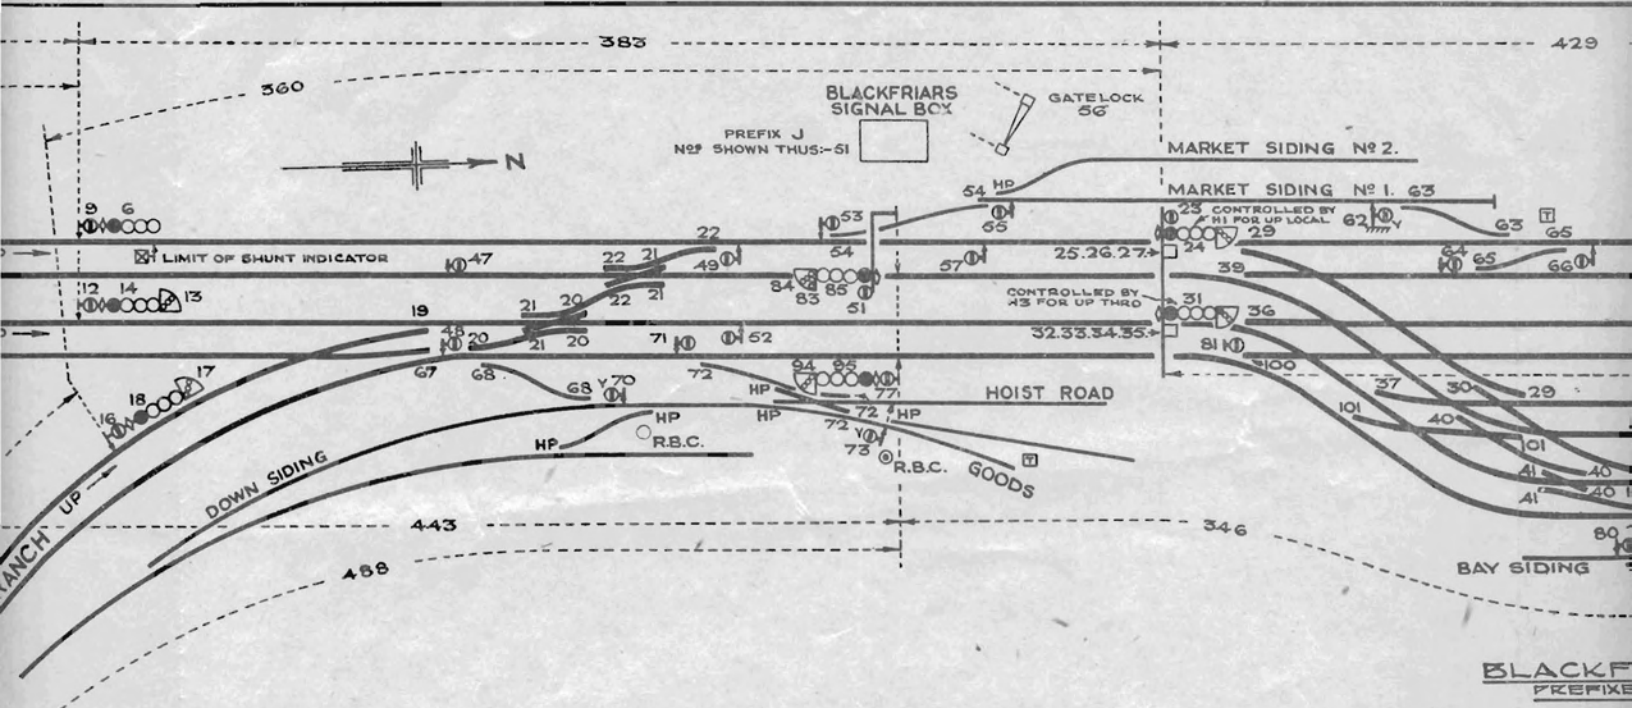 383
429
360
BLACKFRIARS
SIGNAL BOX
GATELOCK
56
PREFIX J
Nos SHOWN THUS:-51
N
MARKET SIDING No 2.
HP
54
MARKET SIDING No 1.
63
9
6
53
55
23
CONTROLLED BY
H1 FOR UP LOCAL
62
Y
T
63
65
22
54
24
29
LIMIT OF SHUNT INDICATOR
47
22
21
49
57
25.26.27.
64
65
66
39
12
14
13
22
21
84
83
85
51
CONTROLLED BY
H3 FOR UP THRO
31
36
19
21
20
48
20
21
20
71
52
32.33.34.35.
81
100
67
68
72
94
95
17
68
Y
70
HP
77
HOIST ROAD
37
30
29
18
16
HP
HP
72
HP
101
40
72
Y
73
HP
R.B.C.
R.B.C.
T
101
41
40
UP
DOWN SIDING
GOODS
41
40
443
346
80
RANCH
488
BAY SIDING
BLACKF
PREFIXE